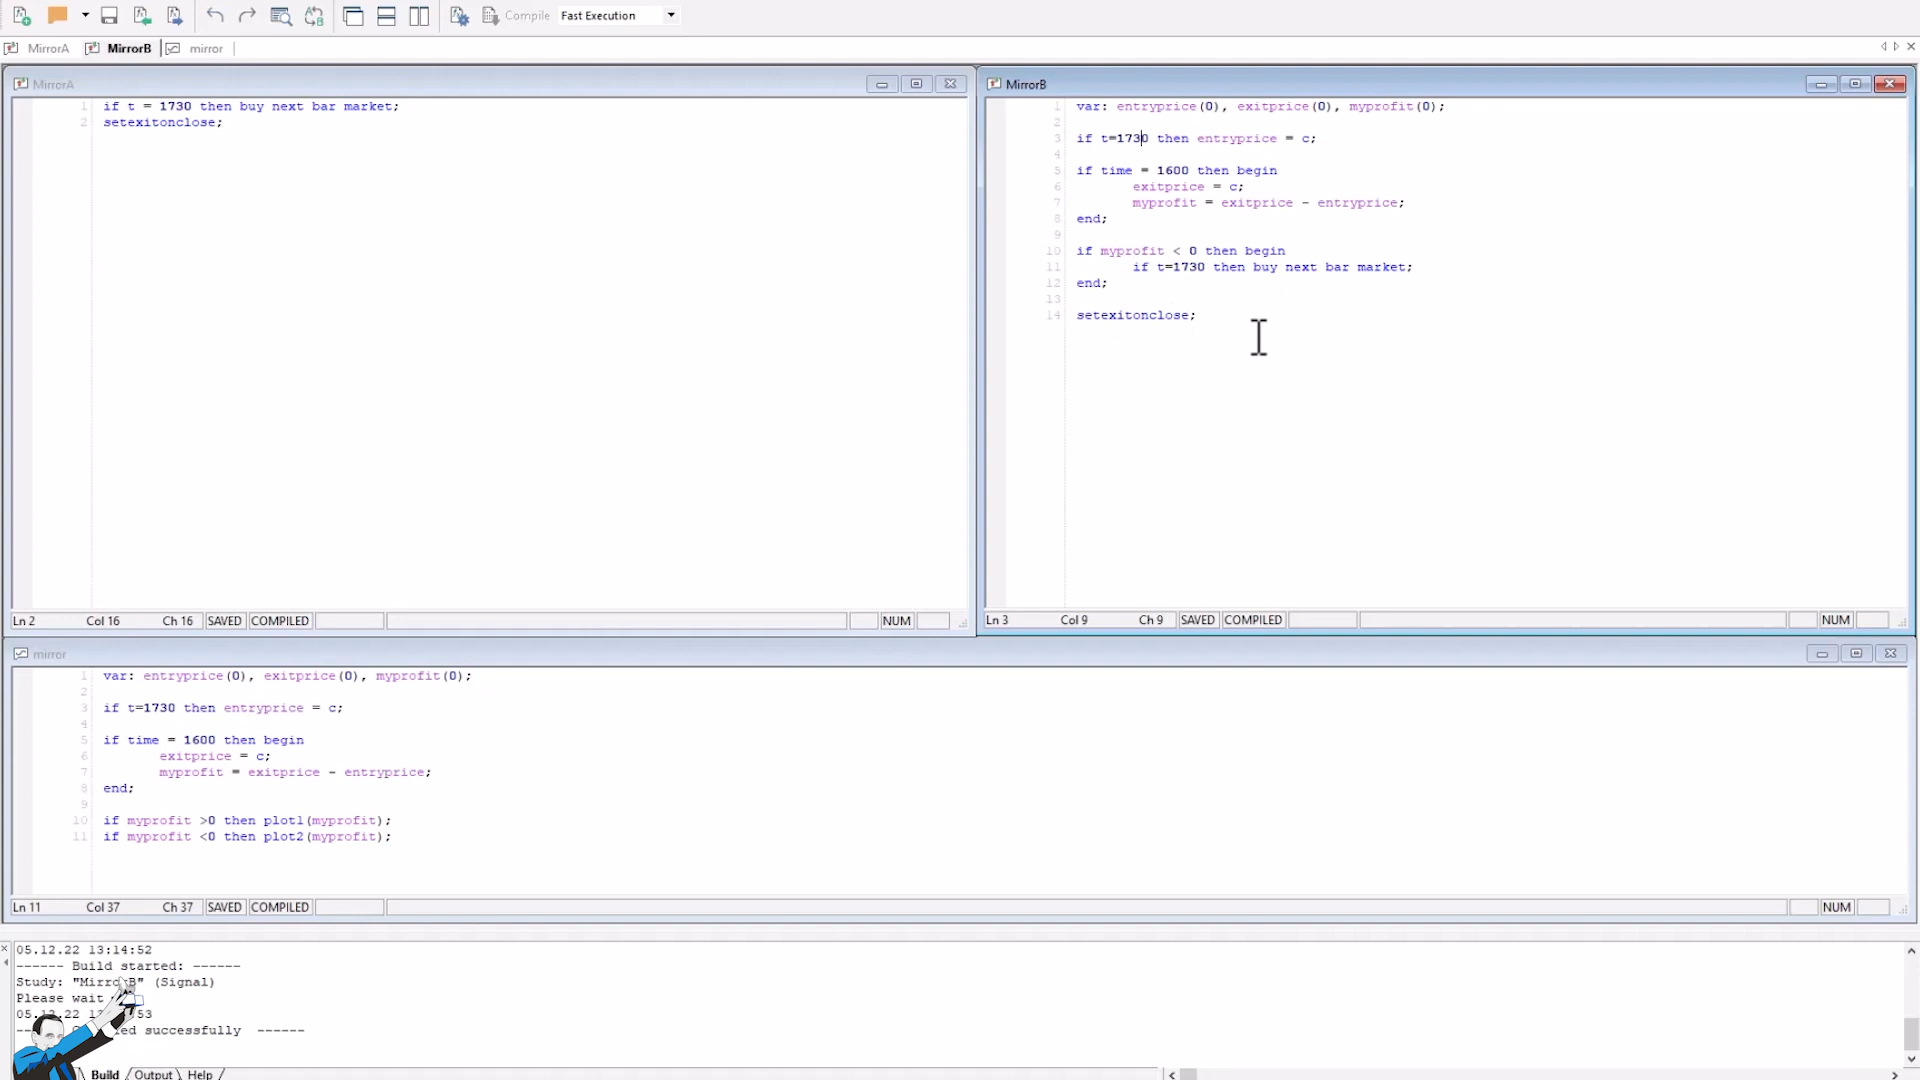 Compile Fast Execution
MirrorA MirrorB mirror
MirrorA
1 if t = 1730 then buy next bar market;
2 setexitonclose;
Ln 2 Col 16 Ch 16 SAVED COMPILED NUM
MirrorB
1 var: entryprice(0), exitprice(0), myprofit(0);
2
3 if t=1730 then entryprice = c;
4
5 if time = 1600 then begin
6 exitprice = c;
7 myprofit = exitprice - entryprice;
8 end;
9
10 if myprofit < 0 then begin
11 if t=1730 then buy next bar market;
12 end;
13
14 setexitonclose;
Ln 3 Col 9 Ch 9 SAVED COMPILED NUM
mirror
1 var: entryprice(0), exitprice(0), myprofit(0);
2
3 if t=1730 then entryprice = c;
4
5 if time = 1600 then begin
6 exitprice = c;
7 myprofit = exitprice - entryprice;
8 end;
9
10 if myprofit >0 then plot1(myprofit);
11 if myprofit <0 then plot2(myprofit);
Ln 11 Col 37 Ch 37 SAVED COMPILED NUM
05.12.22 13:14:52
------ Build started: ------
Study: "MirrorB" (Signal)
Please wait
05.12.22
successfully ------
Build Output Help